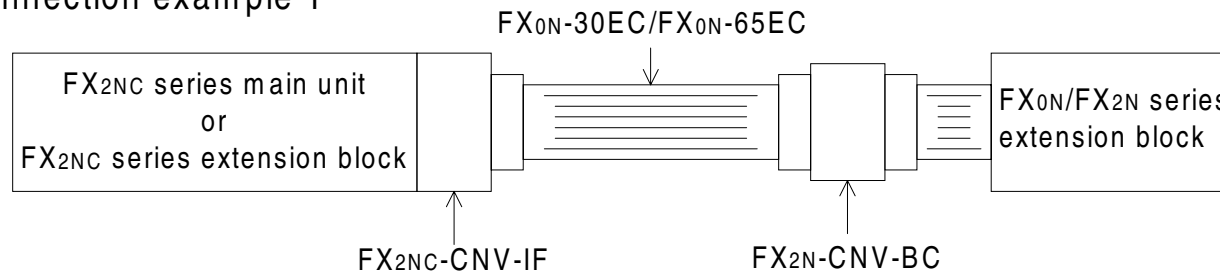 nnection example 1
FX0N-30EC/FX0N-65EC
FX2NC series main unit
or
FX2NC series extension block
FX0N/FX2N series
extension block
FX2NC-CNV-IF
FX2N-CNV-BC